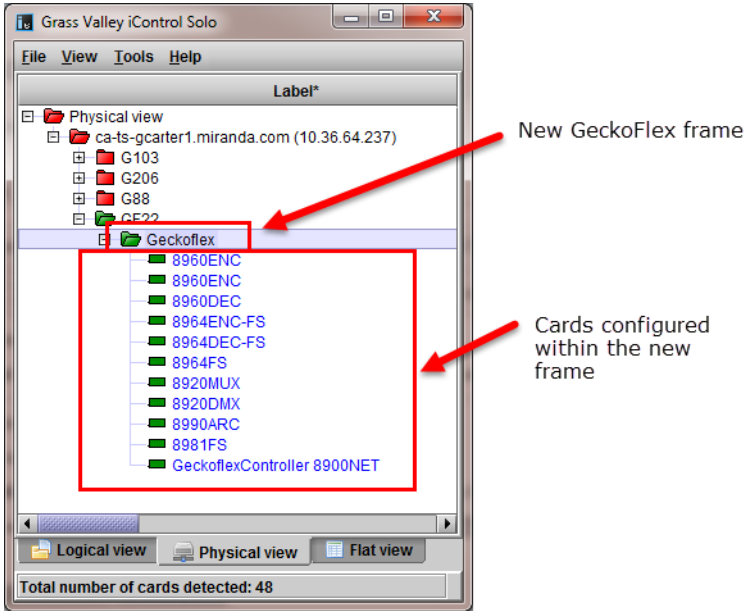 Grass Valley iControl Solo
File View Tools Help
Label*
Physical view
ca-ts-gcarter1.miranda.com (10.36.64.237)
G103
G206
G88
GF22
Geckoflex
8960ENC
8960ENC
8960DEC
8964ENC-FS
8964DEC-FS
8964FS
8920MUX
8920DMX
8990ARC
8981FS
GeckoflexController 8900NET
Logical view Physical view Flat view
Total number of cards detected: 48
New GeckoFlex frame
Cards configured
within the new
frame